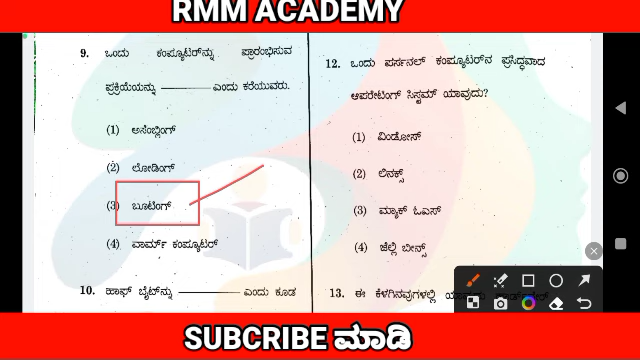 RMM ACADEMY
9. ಒಂದು ಕಂಪ್ಯೂಟರ್‌ನ್ನು ಪ್ರಾರಂಭಿಸುವ
ಪ್ರಕ್ರಿಯೆಯನ್ನು ———— ಎಂದು ಕರೆಯುವರು.
(1) ಅಸೆಂಬ್ಲಿಂಗ್
(2) ಲೋಡಿಂಗ್
(3) ಬೂಟಿಂಗ್
(4) ವಾರ್ಮ್ ಕಂಪ್ಯೂಟರ್
10. ಹಾಫ್ ಬೈಟ್‌ನ್ನು ———— ಎಂದು ಕೂಡ
12. ಒಂದು ಪರ್ಸನಲ್ ಕಂಪ್ಯೂಟರ್‌ನ ಪ್ರಸಿದ್ಧವಾದ
ಆಪರೇಟಿಂಗ್ ಸಿಸ್ಟಮ್ ಯಾವುದು?
(1) ವಿಂಡೋಸ್
(2) ಲಿನಕ್ಸ್
(3) ಮ್ಯಾಕ್ ಓಎಸ್
(4) ಜೆಲ್ಲಿ ಬೀನ್ಸ್
13. ಈ ಕೆಳಗಿನವುಗಳಲ್ಲಿ
SUBCRIBE ಮಾಡಿ